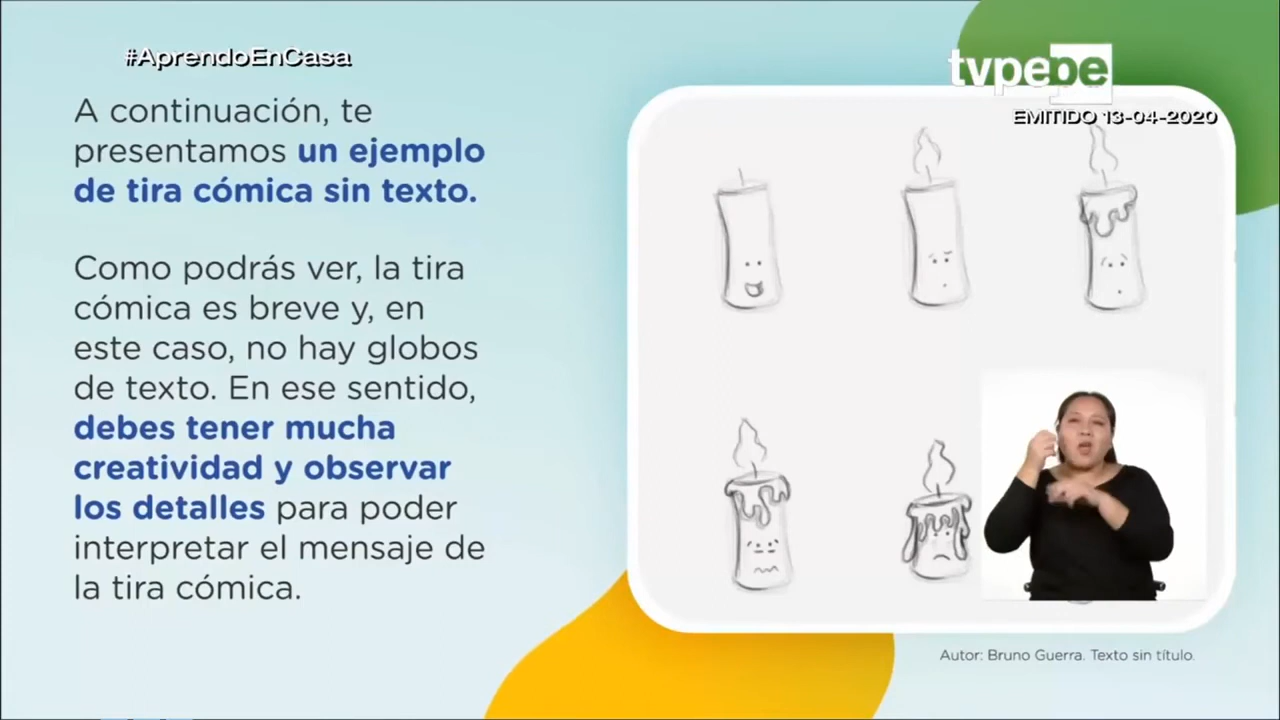 #AprendoEnCasa
tvpepe
EMITIDO 13-04-2020
A continuación, te
presentamos un ejemplo
de tira cómica sin texto.
Como podrás ver, la tira
cómica es breve y, en
este caso, no hay globos
de texto. En ese sentido,
debes tener mucha
creatividad y observar
los detalles para poder
interpretar el mensaje de
la tira cómica.
Autor: Bruno Guerra. Texto sin título.